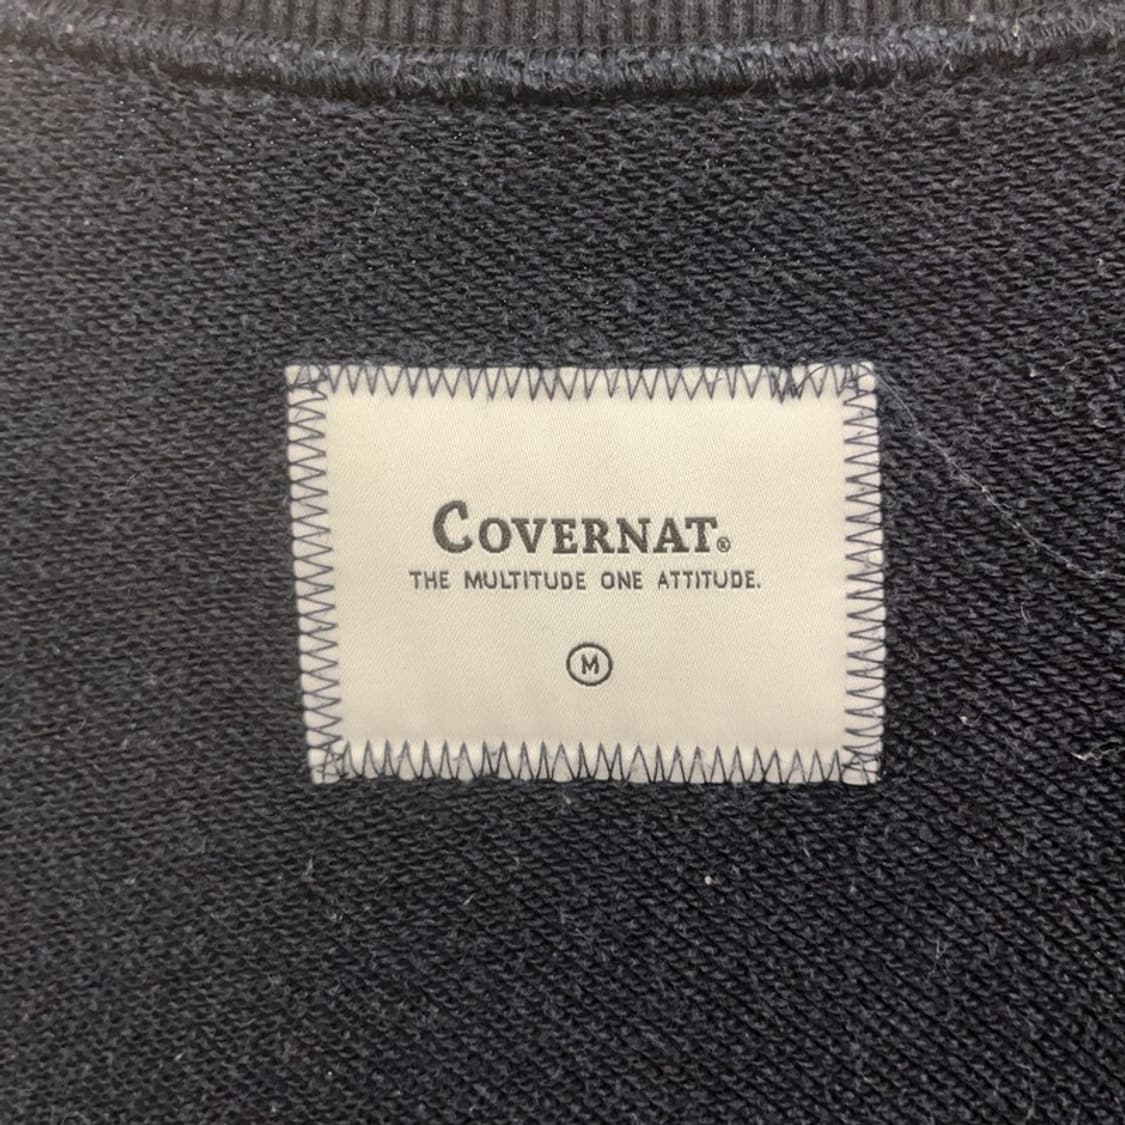 COVERNAT.®
THE MULTITUDE ONE ATTITUDE.
M